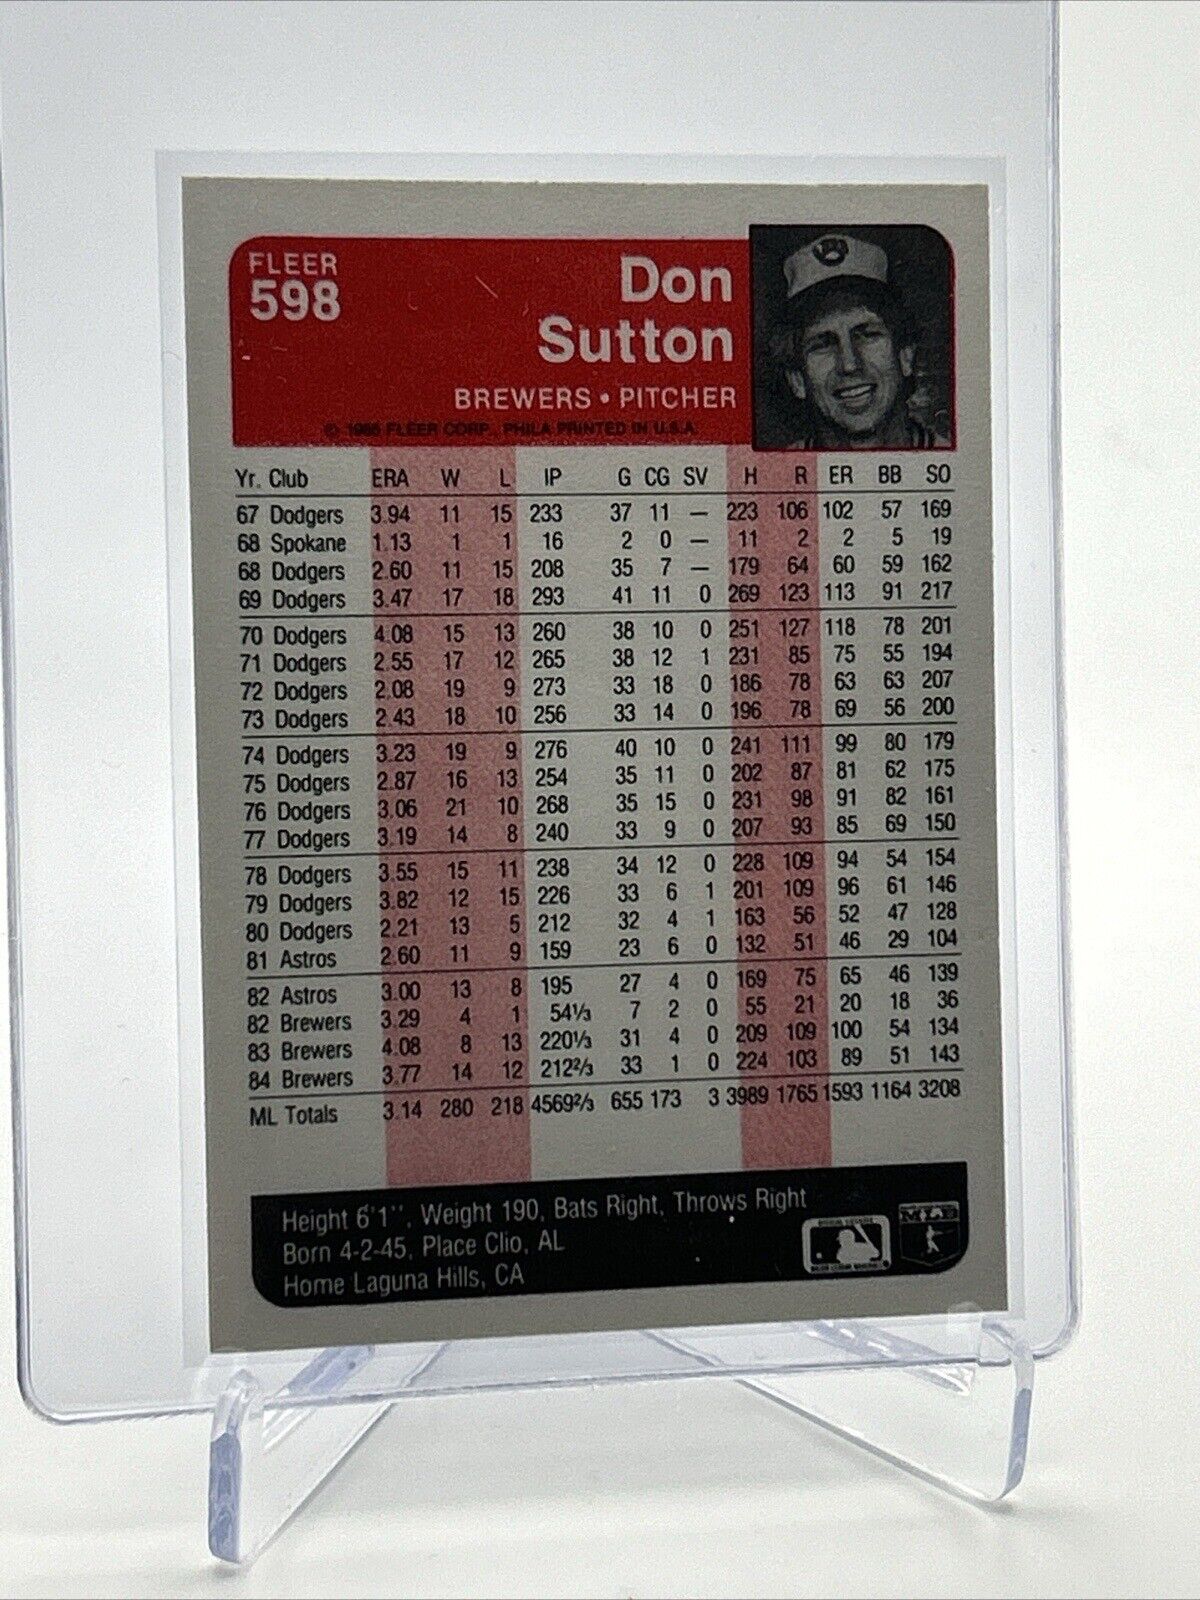 FLEER
598
Don
Sutton
BREWERS • PITCHER
© 1985 FLEER CORP., PHILA PRINTED IN U.S.A.
Yr. Club ERA W L IP G CG SV H R ER BB SO
67 Dodgers 3.94 11 15 233 37 11 — 223 106 102 57 169
68 Spokane 1.13 1 1 16 2 0 — 11 2 2 5 19
68 Dodgers 2.60 11 15 208 35 7 — 179 64 60 59 162
69 Dodgers 3.47 17 18 293 41 11 0 269 123 113 91 217
70 Dodgers 4.08 15 13 260 38 10 0 251 127 118 78 201
71 Dodgers 2.55 17 12 265 38 12 1 231 85 75 55 194
72 Dodgers 2.08 19 9 273 33 18 0 186 78 63 63 207
73 Dodgers 2.43 18 10 256 33 14 0 196 78 69 56 200
74 Dodgers 3.23 19 9 276 40 10 0 241 111 99 80 179
75 Dodgers 2.87 16 13 254 35 11 0 202 87 81 62 175
76 Dodgers 3.06 21 10 268 35 15 0 231 98 91 82 161
77 Dodgers 3.19 14 8 240 33 9 0 207 93 85 69 150
78 Dodgers 3.55 15 11 238 34 12 0 228 109 94 54 154
79 Dodgers 3.82 12 15 226 33 6 1 201 109 96 61 146
80 Dodgers 2.21 13 5 212 32 4 1 163 56 52 47 128
81 Astros 2.60 11 9 159 23 6 0 132 51 46 29 104
82 Astros 3.00 13 8 195 27 4 0 169 75 65 46 139
82 Brewers 3.29 4 1 54⅓ 7 2 0 55 21 20 18 36
83 Brewers 4.08 8 13 220⅓ 31 4 0 209 109 100 54 134
84 Brewers 3.77 14 12 212⅔ 33 1 0 224 103 89 51 143
ML Totals 3.14 280 218 4569⅔ 655 173 3 3989 1765 1593 1164 3208
Height 6'1'', Weight 190, Bats Right, Throws Right
Born 4-2-45, Place Clio, AL
Home Laguna Hills, CA